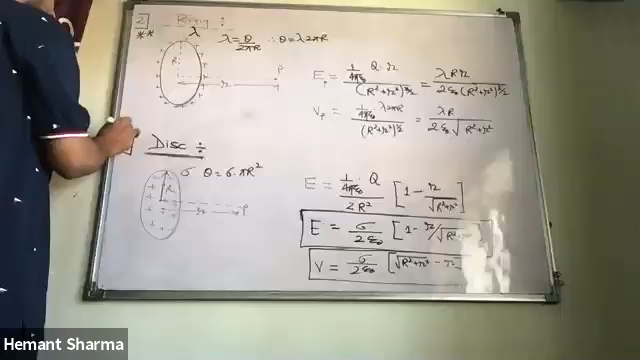 2 Ring :-
** λ
λ = Q/2πR ∴ Q = λ2πR
R
r P
E_P = 1/4πε₀ Q·r / (R²+r²)^3/2 = λRr / 2ε₀(R²+r²)^3/2
V_P = 1/4πε₀ λ2πR / (R²+r²)^1/2 = λR / 2ε₀√R²+r²
Disc :-
σ Q = σ·πR²
R
r P
E = 1/4πε₀ · Q / 2R² [1 - r/√R²+r²]
E = σ/2ε₀ [1 - r/√R²
V = σ/2ε₀ [√R²+r² - r
Hemant Sharma